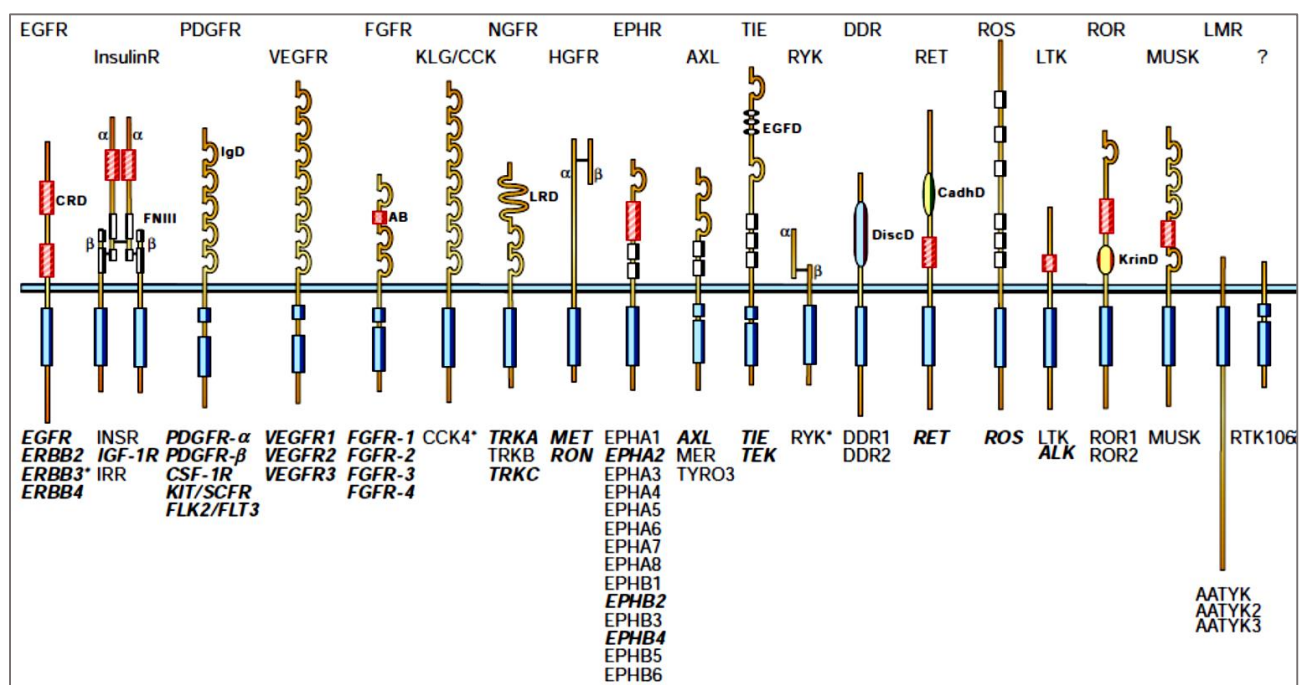 EGFR PDGFR FGFR NGFR EPHR TIE DDR ROS ROR LMR
InsulinR VEGFR KLG/CCK HGFR AXL RYK RET LTK MUSK ?
α α
EGFD
IgD
α β
CRD
LRD
CadhD
FNIII
AB
β β
α
DiscD
β
KrinD
EGFR
ERBB2
ERBB3*
ERBB4
INSR
IGF-1R
IRR
PDGFR-α
PDGFR-β
CSF-1R
KIT/SCFR
FLK2/FLT3
VEGFR1
VEGFR2
VEGFR3
FGFR-1
FGFR-2
FGFR-3
FGFR-4
CCK4*
TRKA
TRKB
TRKC
MET
RON
EPHA1
EPHA2
EPHA3
EPHA4
EPHA5
EPHA6
EPHA7
EPHA8
EPHB1
EPHB2
EPHB3
EPHB4
EPHB5
EPHB6
AXL
MER
TYRO3
TIE
TEK
RYK*
DDR1
DDR2
RET
ROS
LTK
ALK
ROR1
ROR2
MUSK
AATYK
AATYK2
AATYK3
RTK106